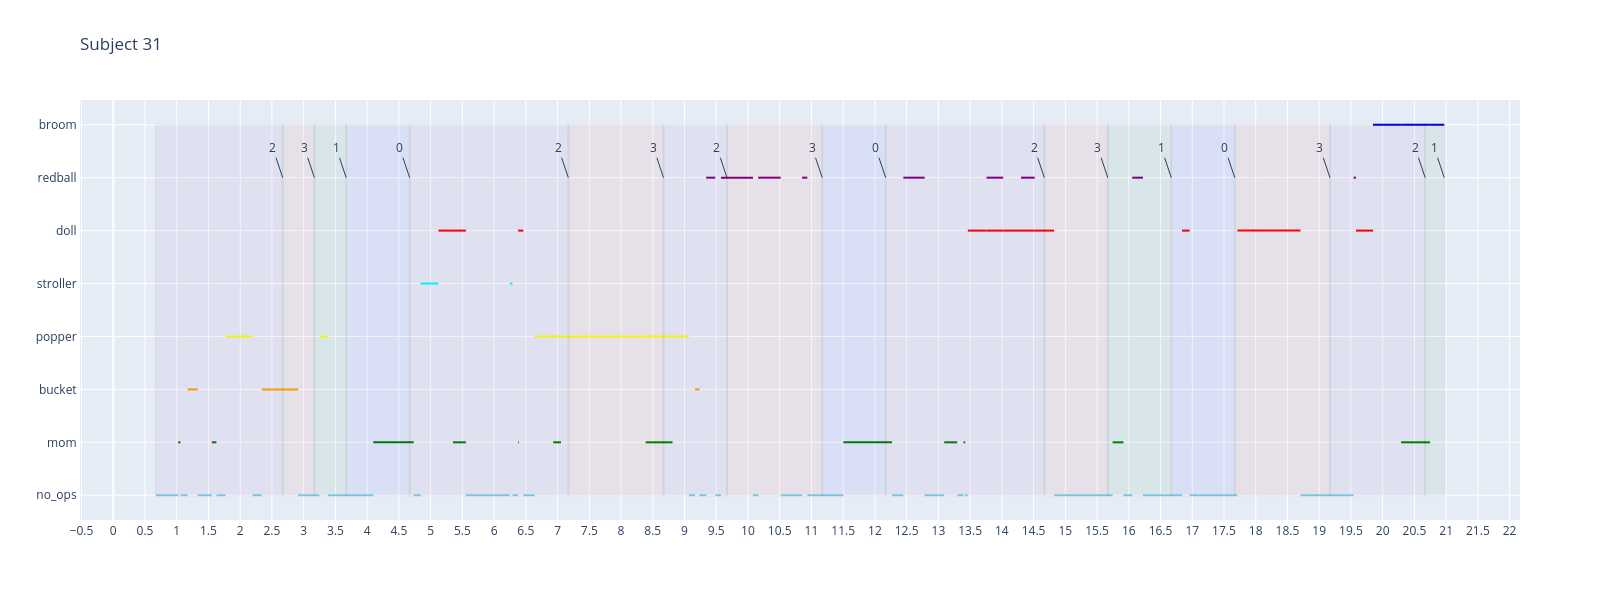 Subject 31
broom
2 3 1 0 2 3 2 3 0 2 3 1 0 3 2 1
redball
doll
stroller
popper
bucket
mom
no_ops
−0.5 0 0.5 1 1.5 2 2.5 3 3.5 4 4.5 5 5.5 6 6.5 7 7.5 8 8.5 9 9.5 10 10.5 11 11.5 12 12.5 13 13.5 14 14.5 15 15.5 16 16.5 17 17.5 18 18.5 19 19.5 20 20.5 21 21.5 22